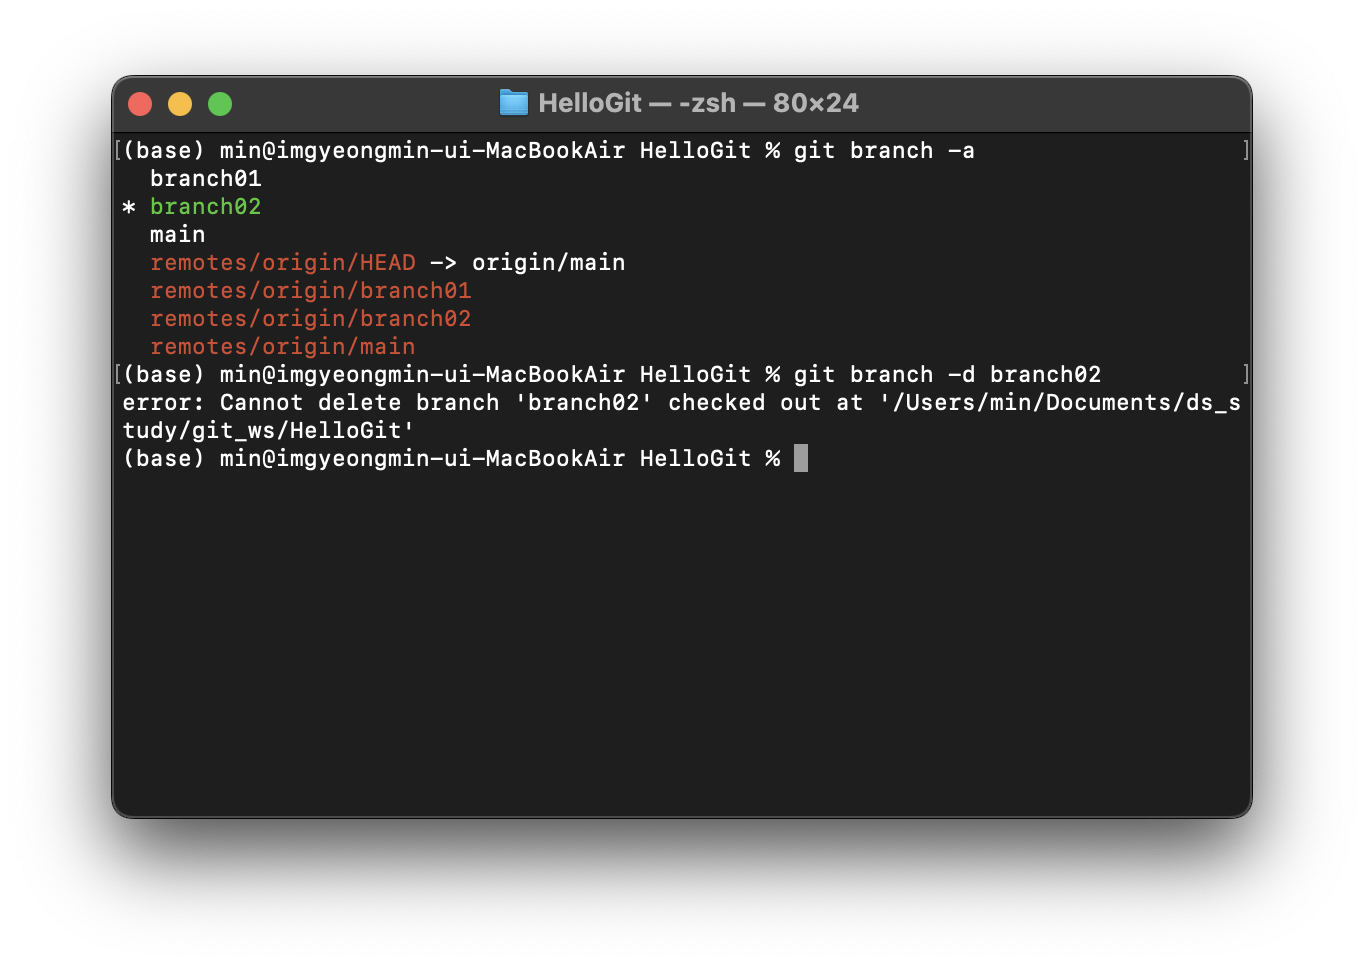 HelloGit — -zsh — 80×24
[(base) min@imgyeongmin-ui-MacBookAir HelloGit % git branch -a ]
  branch01
* branch02
  main
  remotes/origin/HEAD -> origin/main
  remotes/origin/branch01
  remotes/origin/branch02
  remotes/origin/main
[(base) min@imgyeongmin-ui-MacBookAir HelloGit % git branch -d branch02 ]
error: Cannot delete branch 'branch02' checked out at '/Users/min/Documents/ds_s
tudy/git_ws/HelloGit'
(base) min@imgyeongmin-ui-MacBookAir HelloGit %